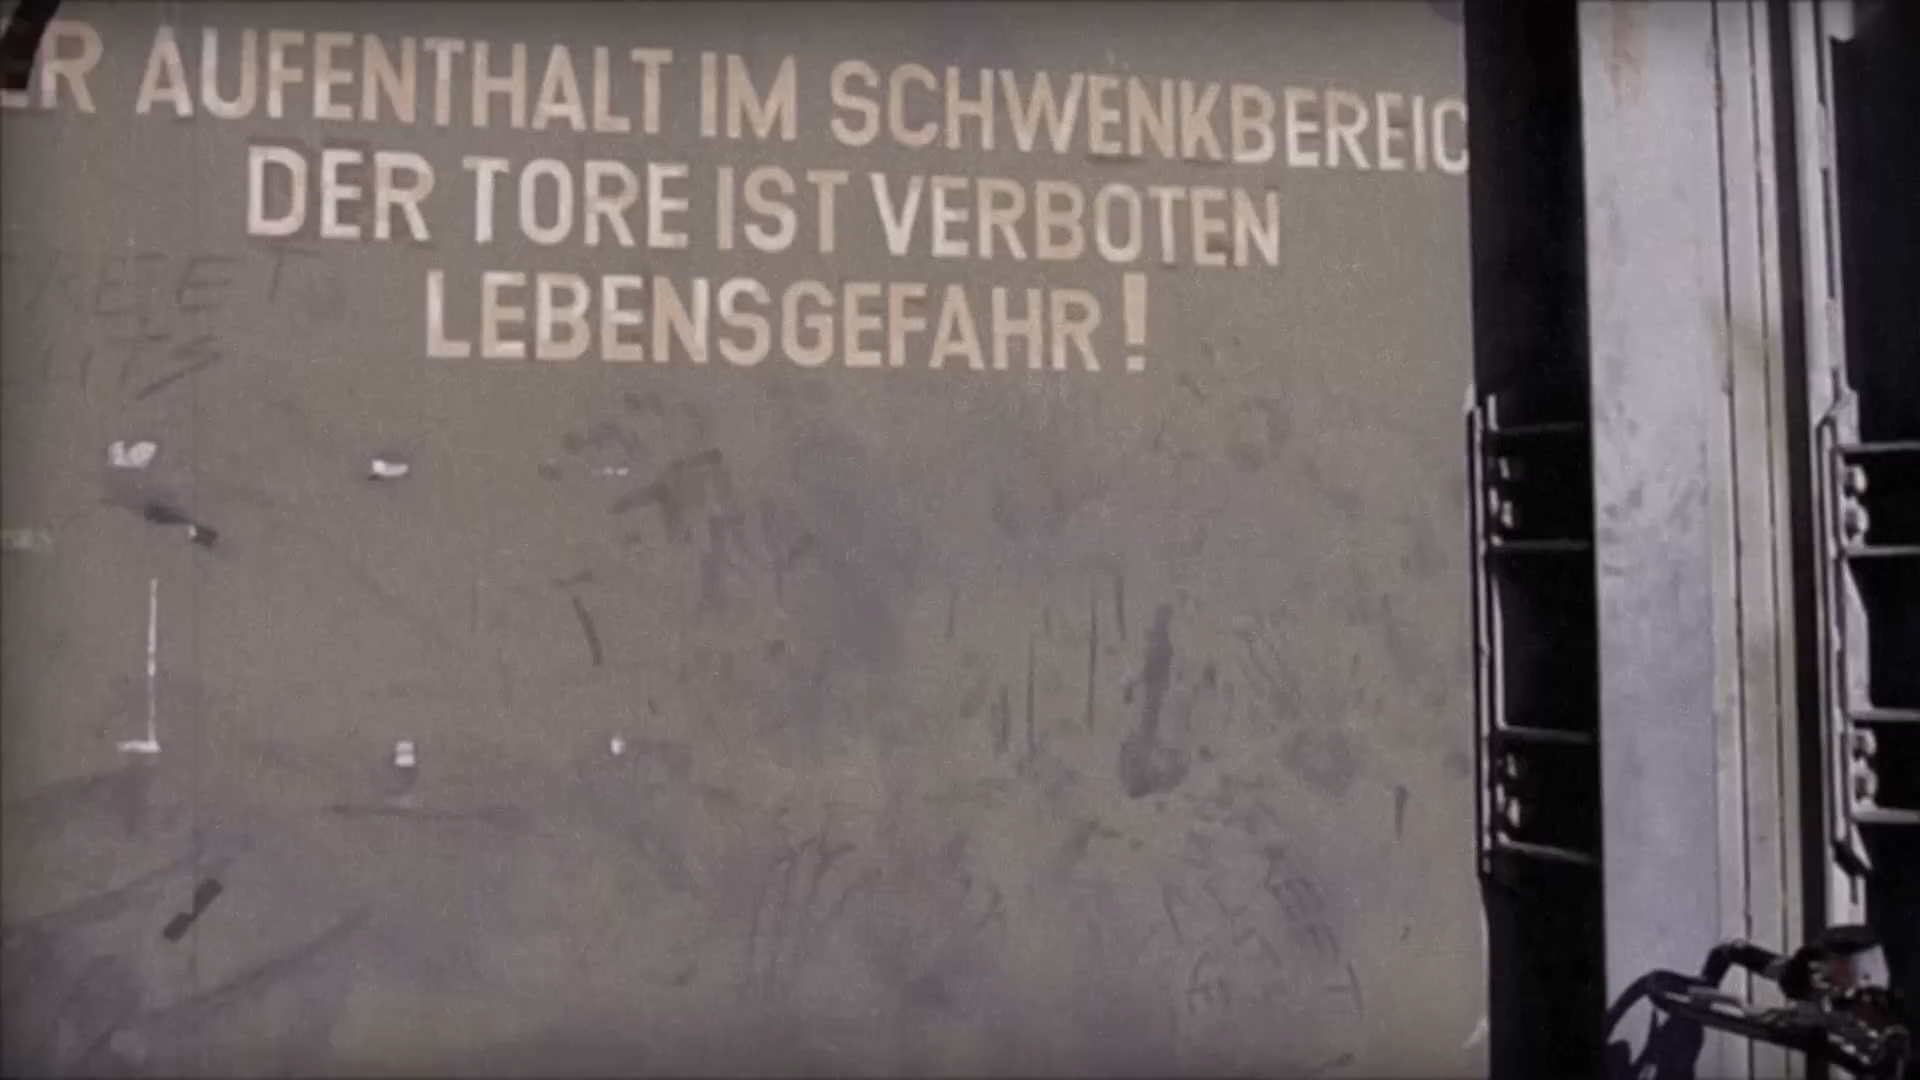 ER AUFENTHALT IM SCHWENKBEREIC
DER TORE IST VERBOTEN
LEBENSGEFAHR!